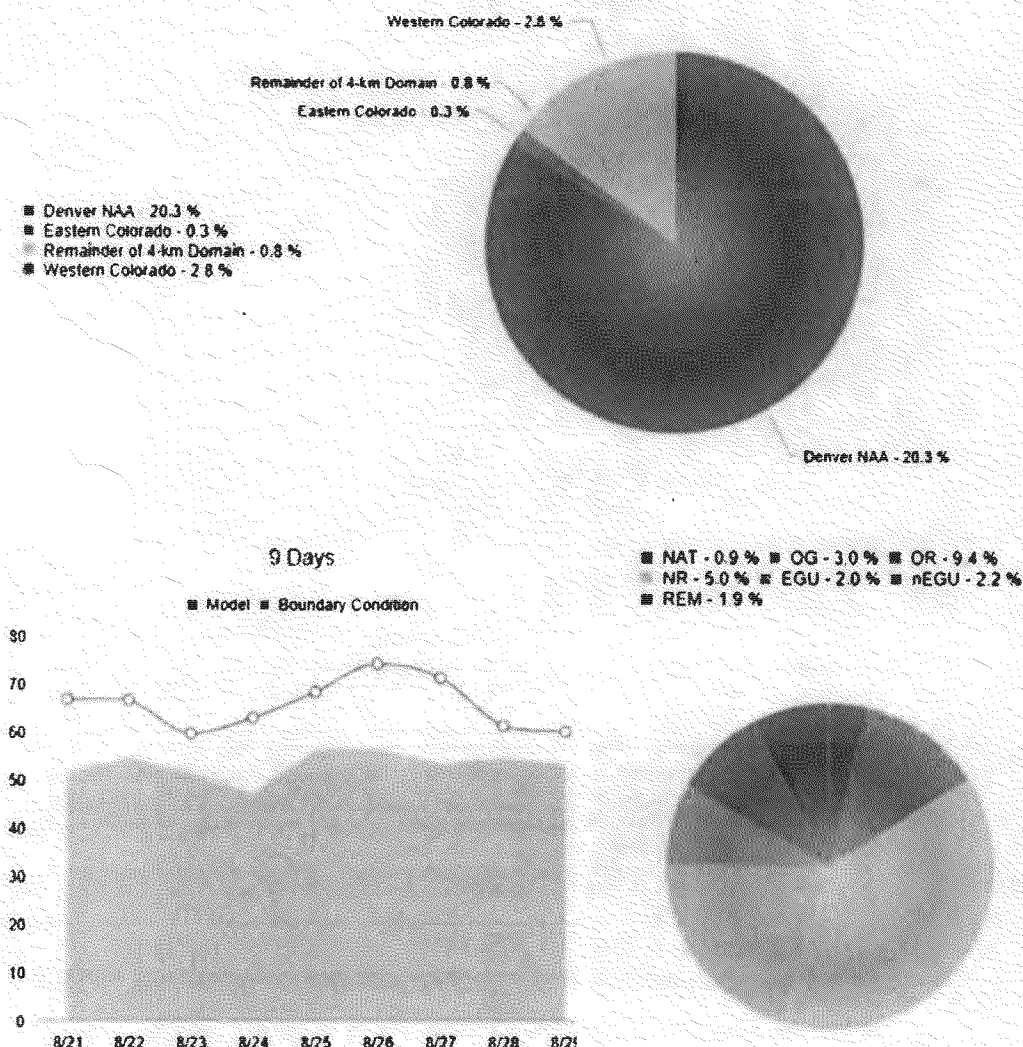 Western Colorado - 2.8 %
Remainder of 4-km Domain - 0.8 %
Eastern Colorado - 0.3 %
Denver NAA - 20.3 %
Eastern Colorado - 0.3 %
Remainder of 4-km Domain - 0.8 %
Western Colorado - 2.8 %
Denver NAA - 20.3 %
9 Days
Model Boundary Condition
80
70
60
50
40
30
20
10
0
8/21 8/22 8/23 8/24 8/25 8/26 8/27 8/28 8/29
NAT - 0.9 % OG - 3.0 % OR - 9.4 %
NR - 5.0 % EGU - 2.0 % nEGU - 2.2 %
REM - 1.9 %